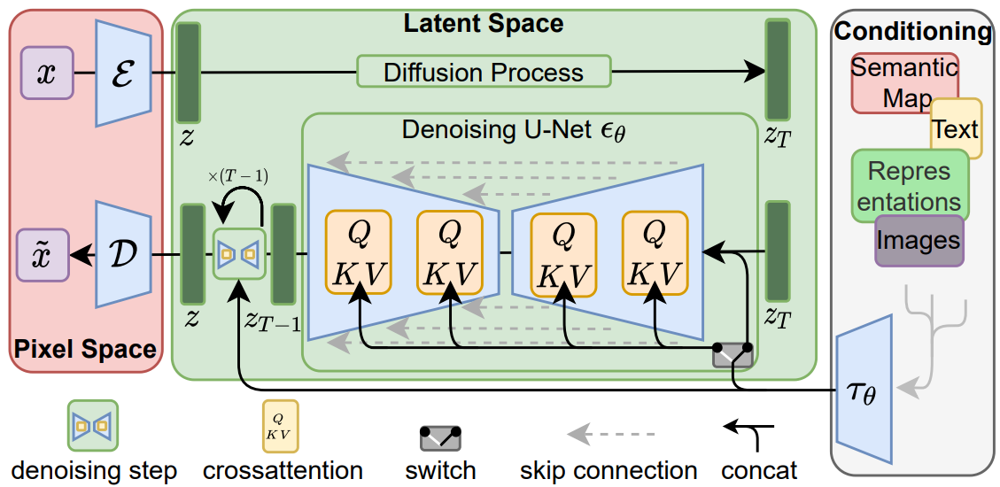 Latent Space
Conditioning
x
ℰ
Diffusion Process
z
z_T
Semantic
Map
Text
Repres
entations
Images
Denoising U-Net ϵ_θ
×(T−1)
Q
KV
Q
KV
Q
KV
Q
KV
x̃
𝒟
z
z_{T−1}
z_T
Pixel Space
τ_θ
Q
KV
denoising step
crossattention
switch
skip connection
concat